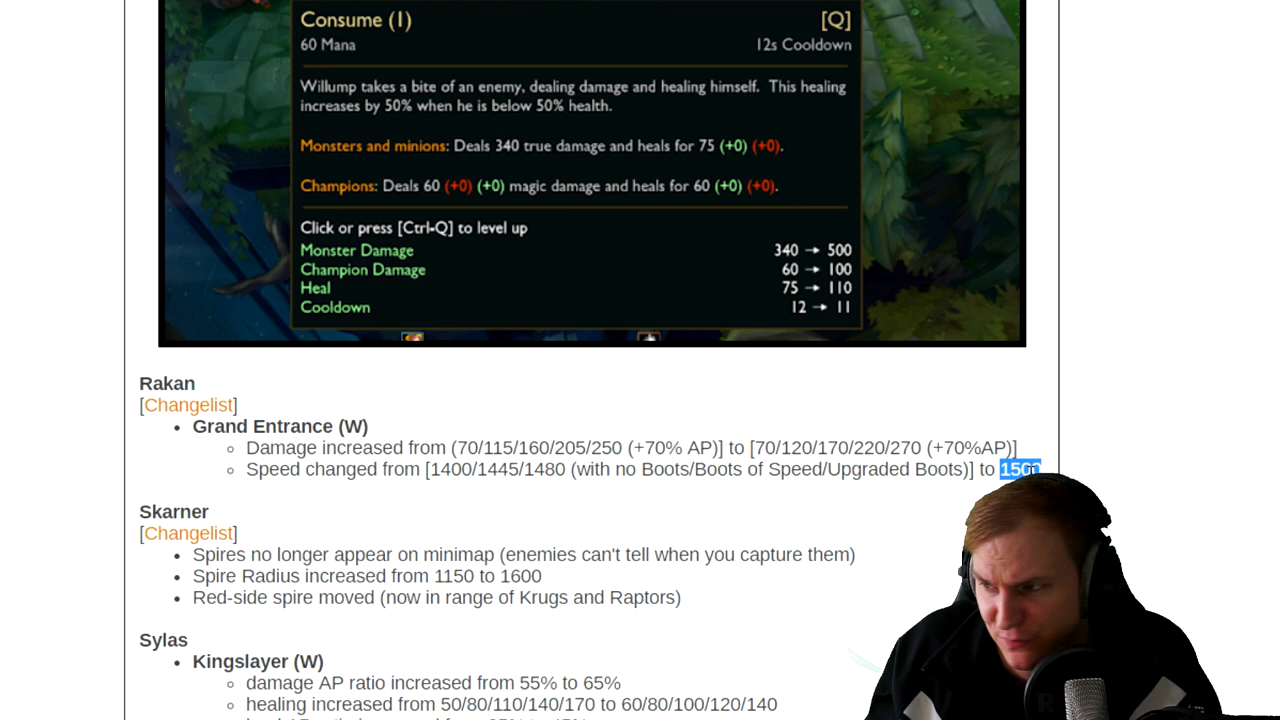 Consume (1) [Q]
60 Mana 12s Cooldown
Willump takes a bite of an enemy, dealing damage and healing himself. This healing
increases by 50% when he is below 50% health.
Monsters and minions: Deals 340 true damage and heals for 75 (+0) (+0).
Champions: Deals 60 (+0) (+0) magic damage and heals for 60 (+0) (+0).
Click or press [Ctrl-Q] to level up
Monster Damage 340 → 500
Champion Damage 60 → 100
Heal 75 → 110
Cooldown 12 → 11
Rakan
[Changelist]
• Grand Entrance (W)
◦ Damage increased from (70/115/160/205/250 (+70% AP)] to [70/120/170/220/270 (+70%AP)]
◦ Speed changed from [1400/1445/1480 (with no Boots/Boots of Speed/Upgraded Boots)] to 1500
Skarner
[Changelist]
• Spires no longer appear on minimap (enemies can't tell when you capture them)
• Spire Radius increased from 1150 to 1600
• Red-side spire moved (now in range of Krugs and Raptors)
Sylas
• Kingslayer (W)
◦ damage AP ratio increased from 55% to 65%
◦ healing increased from 50/80/110/140/170 to 60/80/100/120/140